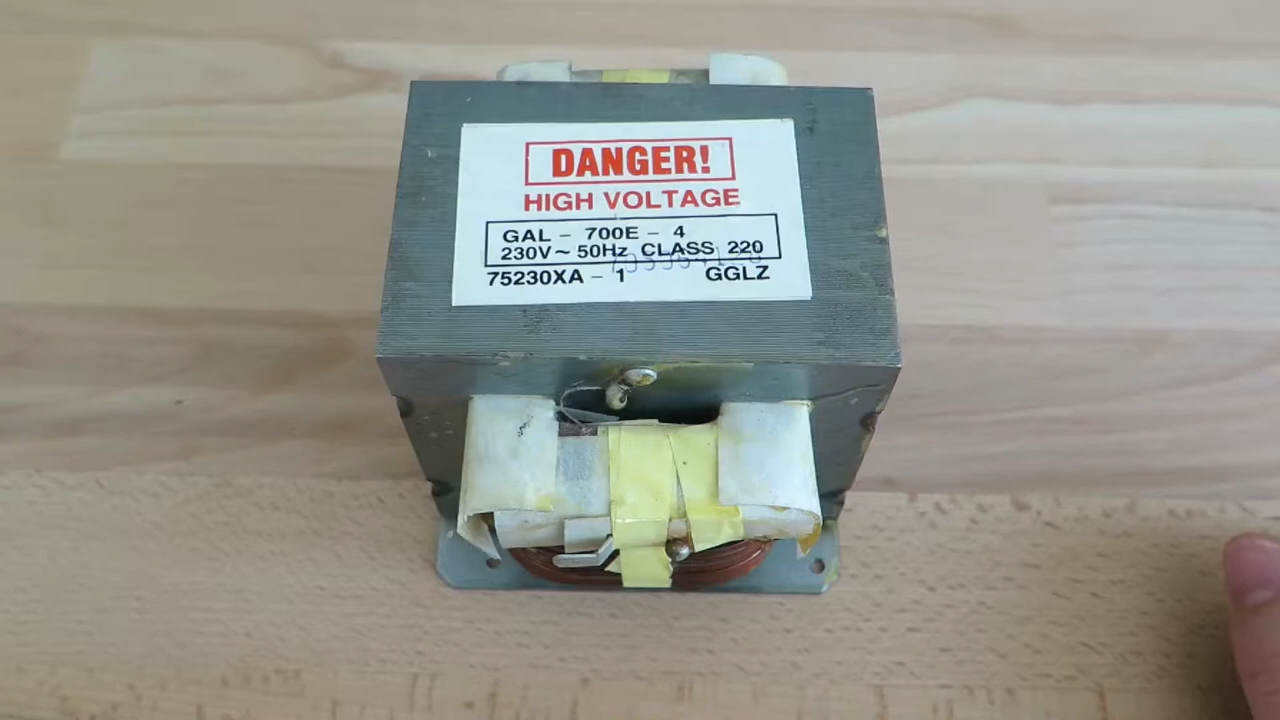 DANGER!
HIGH VOLTAGE
GAL - 700E - 4
230V~ 50Hz CLASS 220
75230XA - 1 GGLZ